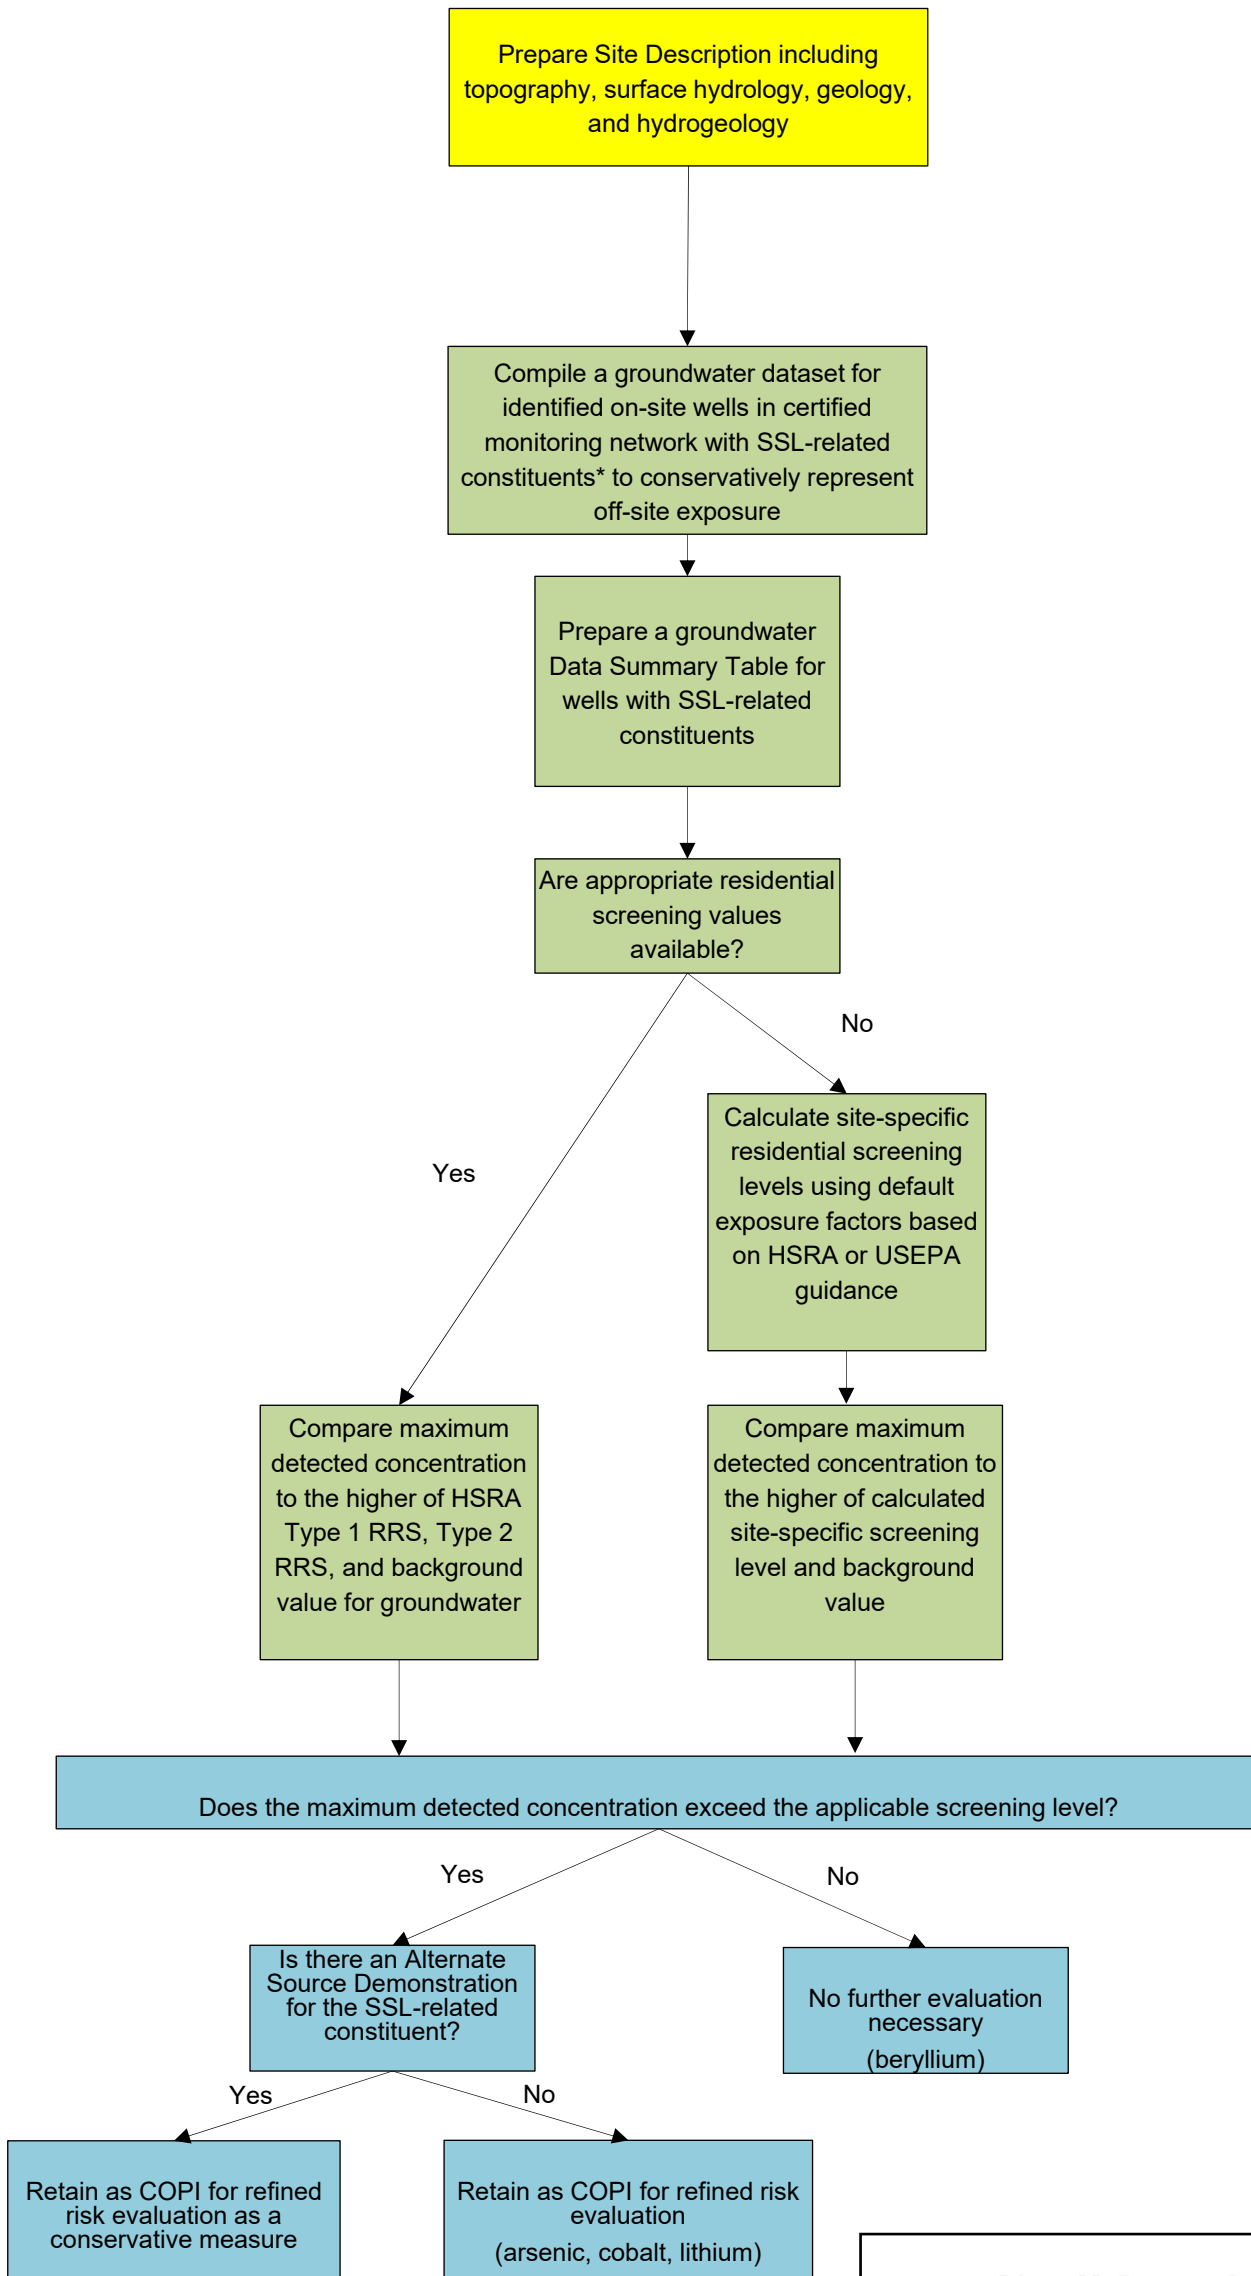 Prepare Site Description including
topography, surface hydrology, geology,
and hydrogeology
Compile a groundwater dataset for
identified on-site wells in certified
monitoring network with SSL-related
constituents* to conservatively represent
off-site exposure
Prepare a groundwater
Data Summary Table for
wells with SSL-related
constituents
Are appropriate residential
screening values
available?
No
Yes
Calculate site-specific
residential screening
levels using default
exposure factors based
on HSRA or USEPA
guidance
Compare maximum
detected concentration
to the higher of HSRA
Type 1 RRS, Type 2
RRS, and background
value for groundwater
Compare maximum
detected concentration to
the higher of calculated
site-specific screening
level and background
value
Does the maximum detected concentration exceed the applicable screening level?
Yes
No
Is there an Alternate
Source Demonstration
for the SSL-related
constituent?
No further evaluation
necessary
(beryllium)
Yes
No
Retain as COPI for refined
risk evaluation as a
conservative measure
Retain as COPI for refined risk
evaluation
(arsenic, cobalt, lithium)